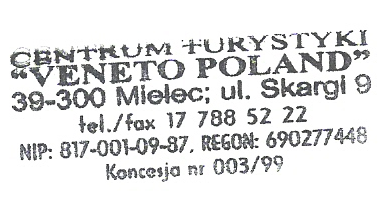 CENTRUM TURYSTYKI
“VENETO POLAND”
39-300 Mielec; ul. Skargi 9
tel./fax 17 788 52 22
NIP: 817-001-09-87, REGON: 690277448
Koncesja nr 003/99